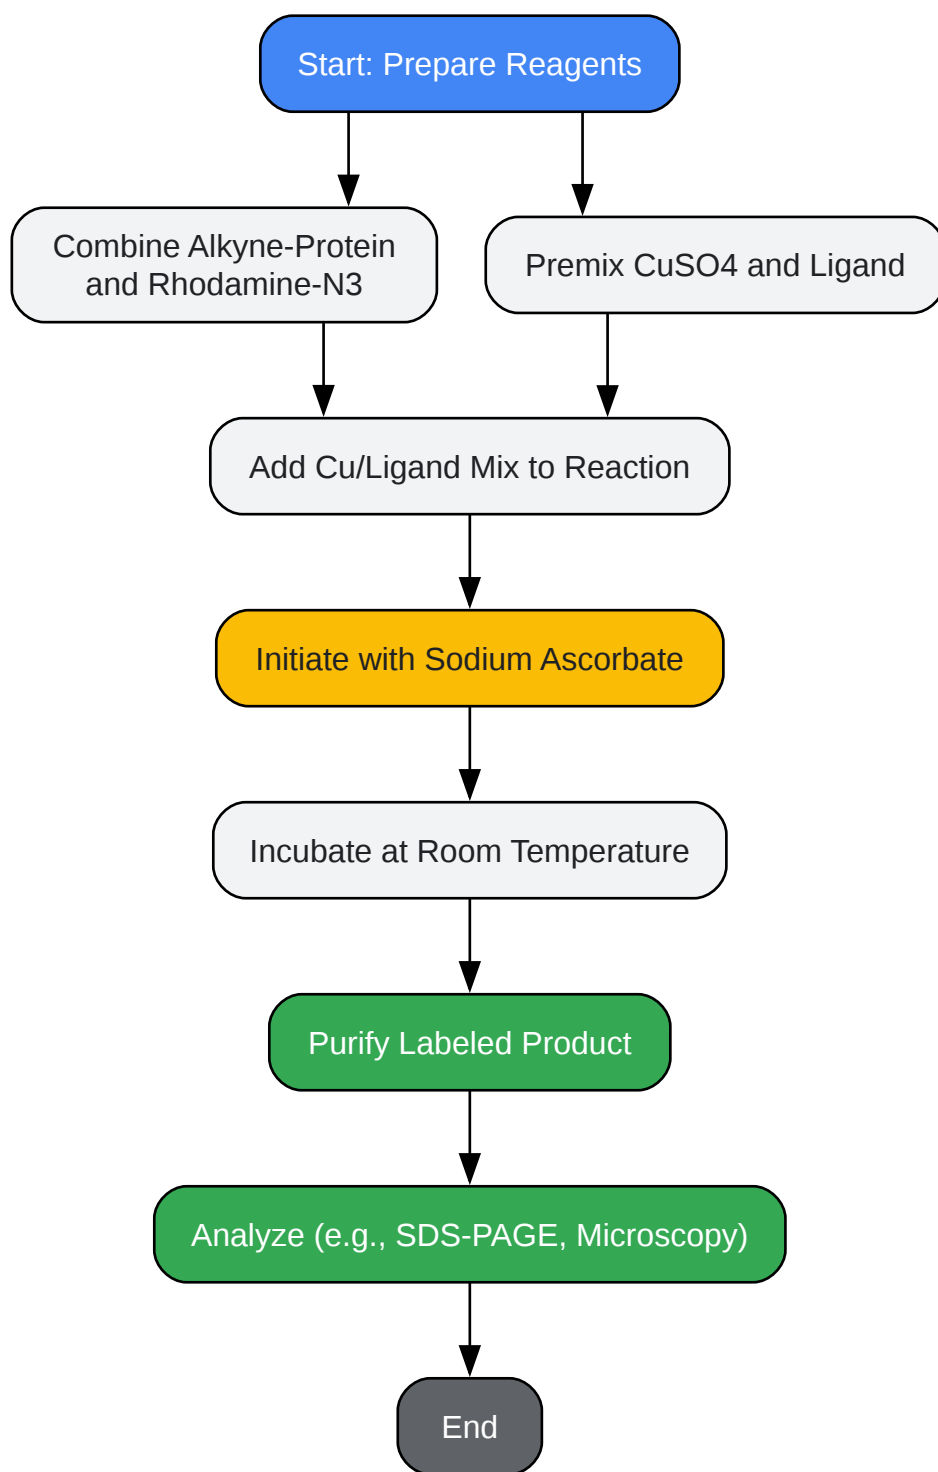 Start: Prepare Reagents
Combine Alkyne-Protein
and Rhodamine-N3
Premix CuSO4 and Ligand
Add Cu/Ligand Mix to Reaction
Initiate with Sodium Ascorbate
Incubate at Room Temperature
Purify Labeled Product
Analyze (e.g., SDS-PAGE, Microscopy)
End